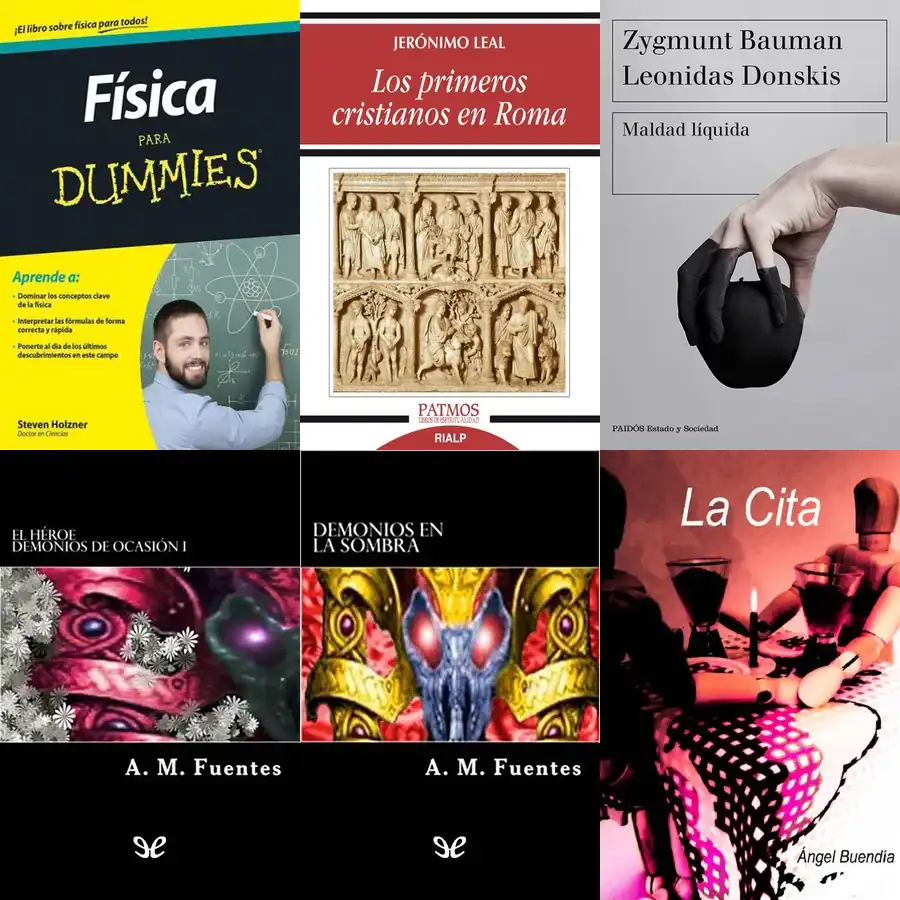 ¡El libro sobre física para todos!
Física
PARA
DUMMIES
Aprende a:
• Dominar los conceptos clave
de la física
• Interpretar las fórmulas de forma
correcta y rápida
• Ponerte al día de los últimos
descubrimientos en este campo
Steven Holzner
Doctor en Ciencias
JERÓNIMO LEAL
Los primeros
cristianos en Roma
PATMOS
LIBROS DE ESPIRITUALIDAD
RIALP
Zygmunt Bauman
Leonidas Donskis
Maldad líquida
PAIDÓS Estado y Sociedad
EL HÉROE
DEMONIOS DE OCASIÓN I
A. M. Fuentes
DEMONIOS EN
LA SOMBRA
A. M. Fuentes
La Cita
Ángel Buendía